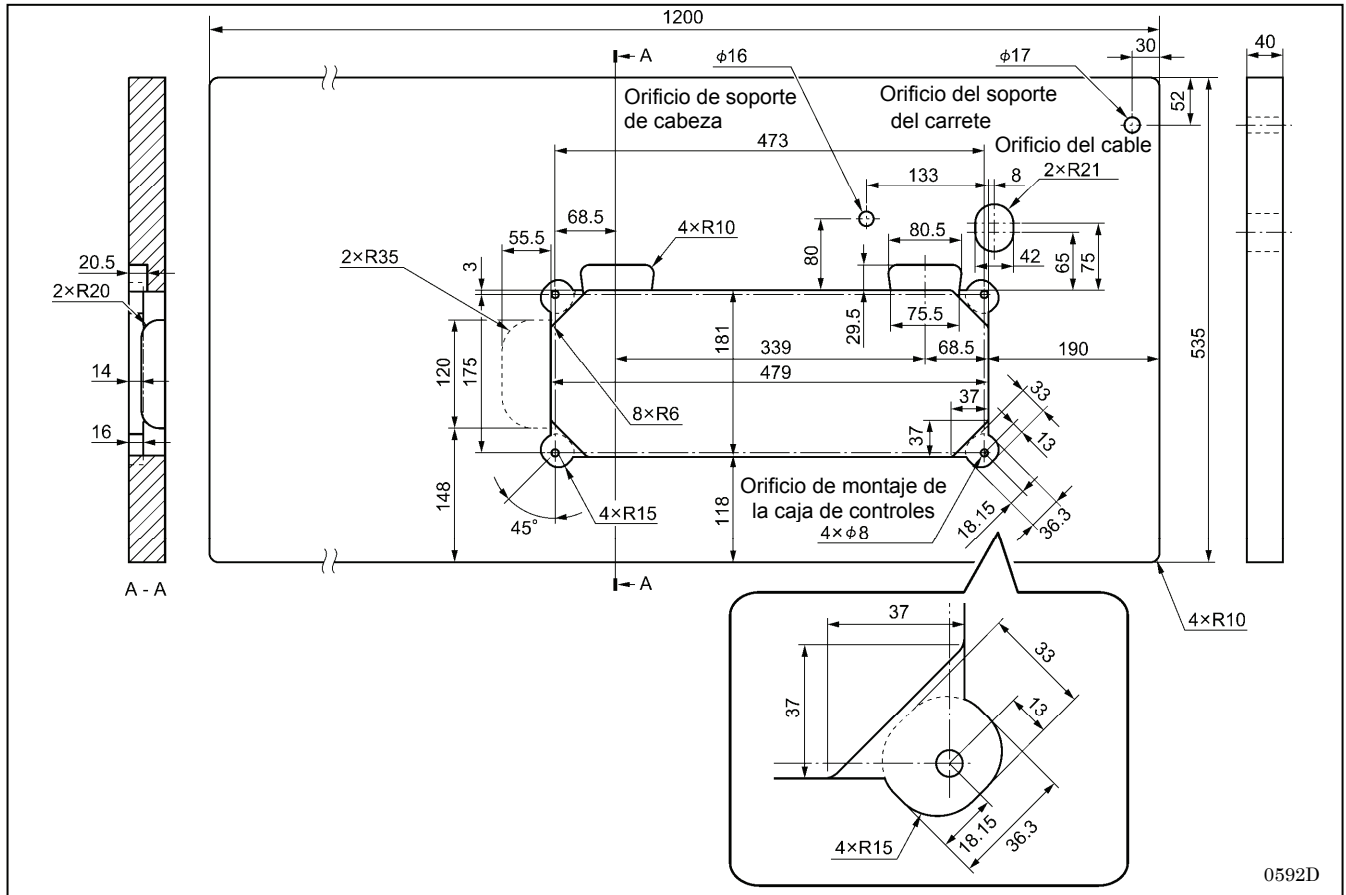 1200
A
φ16
φ17
30
40
Orificio de soporte
de cabeza
Orificio del soporte
del carrete
52
473
Orificio del cable
133
8
2×R21
68.5
4×R10
80.5
55.5
2×R35
80
42
65
75
20.5
3
2×R20
29.5
75.5
181
339
68.5
190
535
14
120
175
479
37
33
8×R6
37
13
16
148
118
Orificio de montaje de
la caja de controles
4×φ8
45°
4×R15
18.15
36.3
A - A
A
37
4×R10
33
37
13
18.15
36.3
4×R15
0592D